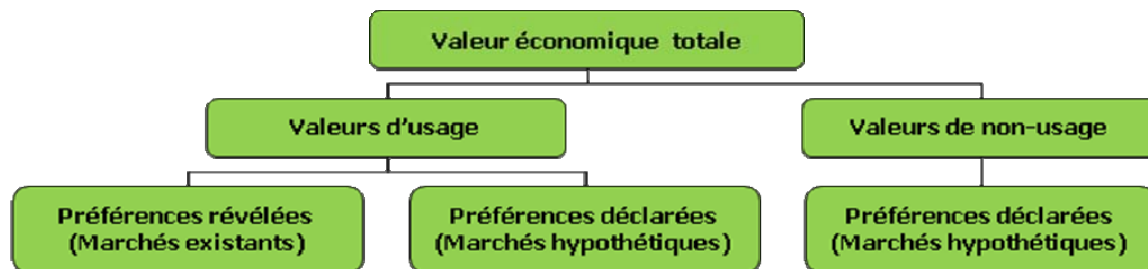 Valeur économique totale
Valeurs d'usage
Valeurs de non-usage
Préférences révélées
(Marchés existants)
Préférences déclarées
(Marchés hypothétiques)
Préférences déclarées
(Marchés hypothétiques)